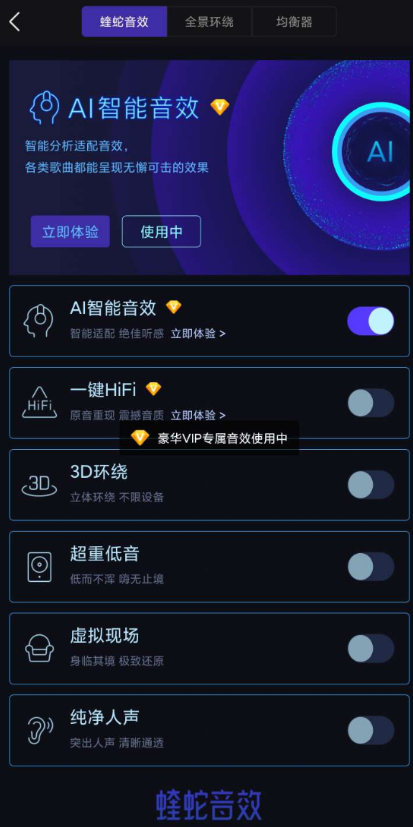 蝰蛇音效
全景环绕
均衡器
AI智能音效
智能分析适配音效，
各类歌曲都能呈现无懈可击的效果
AI
立即体验
使用中
AI智能音效
智能适配 绝佳听感 立即体验 >
HiFi
一键HiFi
原音重现 震撼音质 立即体验 >
豪华VIP专属音效使用中
3D
3D环绕
立体环绕 不限设备
超重低音
低而不浑 嗨无止境
虚拟现场
身临其境 极致还原
纯净人声
突出人声 清晰通透
蝰蛇音效